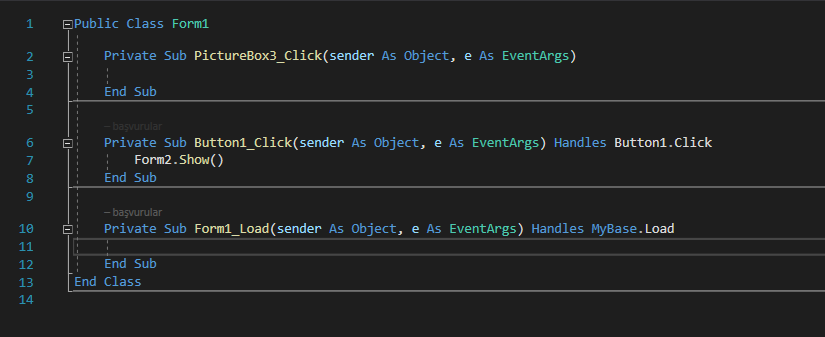 1 Public Class Form1
2 Private Sub PictureBox3_Click(sender As Object, e As EventArgs)
3
4 End Sub
5
– başvurular
6 Private Sub Button1_Click(sender As Object, e As EventArgs) Handles Button1.Click
7 Form2.Show()
8 End Sub
9
– başvurular
10 Private Sub Form1_Load(sender As Object, e As EventArgs) Handles MyBase.Load
11
12 End Sub
13 End Class
14